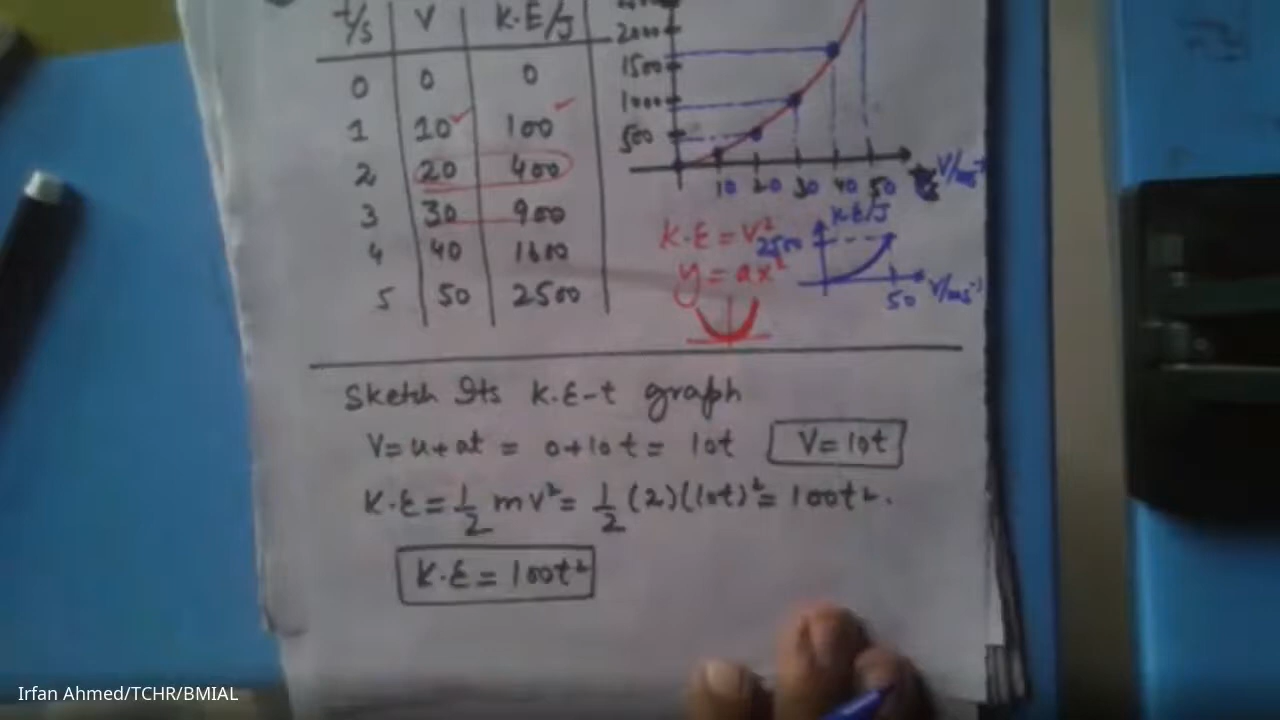 t/s V K.E/J
0 0 0
1 10 100
2 20 400
3 30 900
4 40 1600
5 50 2500
2000
1500
1000
500
10 20 30 40 50 V/ms⁻¹
K.E = V²
y = ax²
K.E/J
2500
50 V/ms⁻¹
Sketch Its K.E-t graph
V = u + at = 0 + 10t = 10t V = 10t
K.E = 1/2 mv² = 1/2 (2)(10t)² = 100t².
K.E = 100t²
Irfan Ahmed/TCHR/BMIAL